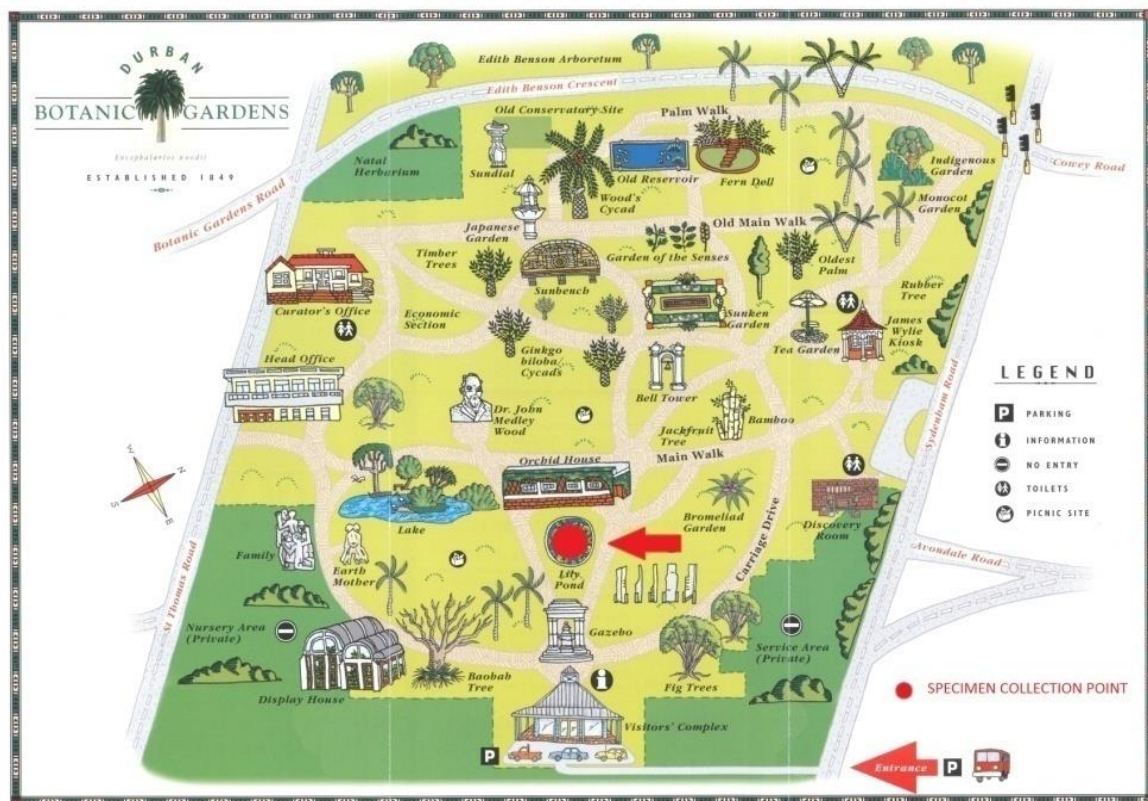 DURBAN
BOTANIC GARDENS
Encephalartos woodii
ESTABLISHED 1849
Edith Benson Arboretum
Edith Benson Crescent
Old Conservatory Site
Palm Walk
Natal
Herbarium
Sundial
Wood's
Cycad
Old Reservoir
Fern Dell
Indigenous
Garden
Cowey Road
Monocot
Garden
Botanic Gardens Road
Japanese
Garden
Old Main Walk
Timber
Trees
Garden of the Senses
Oldest
Palm
Sunbench
Rubber
Tree
Curator's Office
Economic
Section
Sunken
Garden
Tea Garden
James
Wylie
Kiosk
Head Office
Ginkgo
biloba/
Cycads
Bell Tower
Dr. John
Medley
Wood
Jackfruit
Tree
Bamboo
Sydenham Road
LEGEND
P PARKING
i INFORMATION
NO ENTRY
TOILETS
PICNIC SITE
W
N
S
E
Orchid House
Main Walk
Lake
Bromeliad
Garden
Discovery
Room
Carriage Drive
Family
Earth
Mother
Lily
Pond
Avondale Road
St Thomas Road
Nursery Area
(Private)
Gazebo
Service Area
(Private)
Display House
Baobab
Tree
i
Fig Trees
SPECIMEN COLLECTION POINT
Visitors' Complex
P
Entrance
P